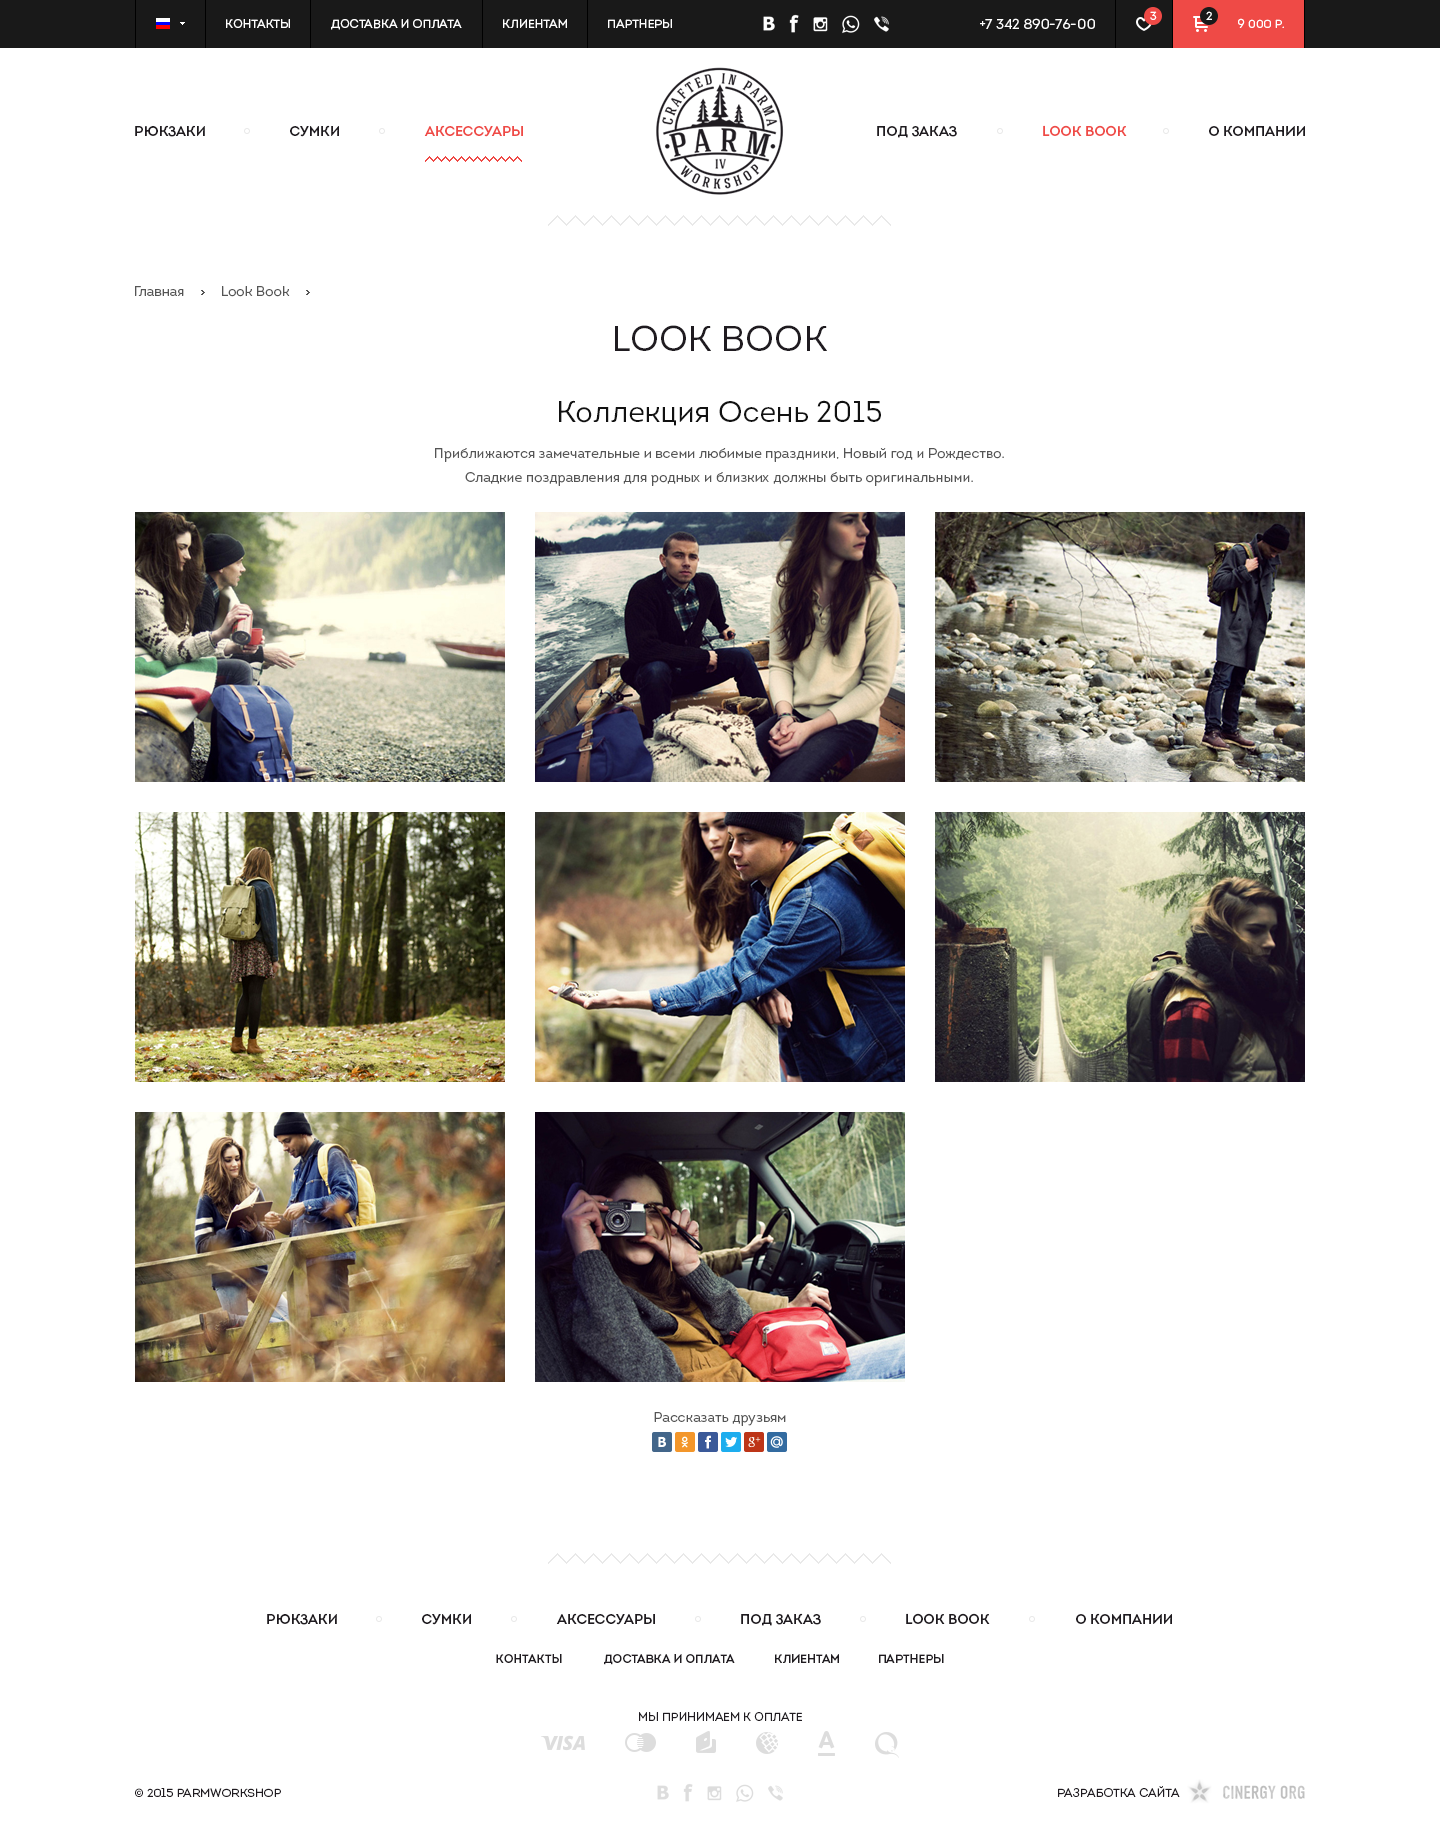 КОНТАКТЫ
ДОСТАВКА И ОПЛАТА
КЛИЕНТАМ
ПАРТНЕРЫ
+7 342 890-76-00
3
2
9 000 Р.
РЮКЗАКИ
СУМКИ
АКСЕССУАРЫ
CRAFTED IN PARMA
PARM
IV
WORKSHOP
ПОД ЗАКАЗ
LOOK BOOK
О КОМПАНИИ
Главная > Look Book >
LOOK BOOK
Коллекция Осень 2015
Приближаются замечательные и всеми любимые праздники, Новый год и Рождество.
Сладкие поздравления для родных и близких должны быть оригинальными.
Рассказать друзьям
РЮКЗАКИ
СУМКИ
АКСЕССУАРЫ
ПОД ЗАКАЗ
LOOK BOOK
О КОМПАНИИ
КОНТАКТЫ
ДОСТАВКА И ОПЛАТА
КЛИЕНТАМ
ПАРТНЕРЫ
МЫ ПРИНИМАЕМ К ОПЛАТЕ
VISA
© 2015 PARMWORKSHOP
РАЗРАБОТКА САЙТА
CINERGY ORG